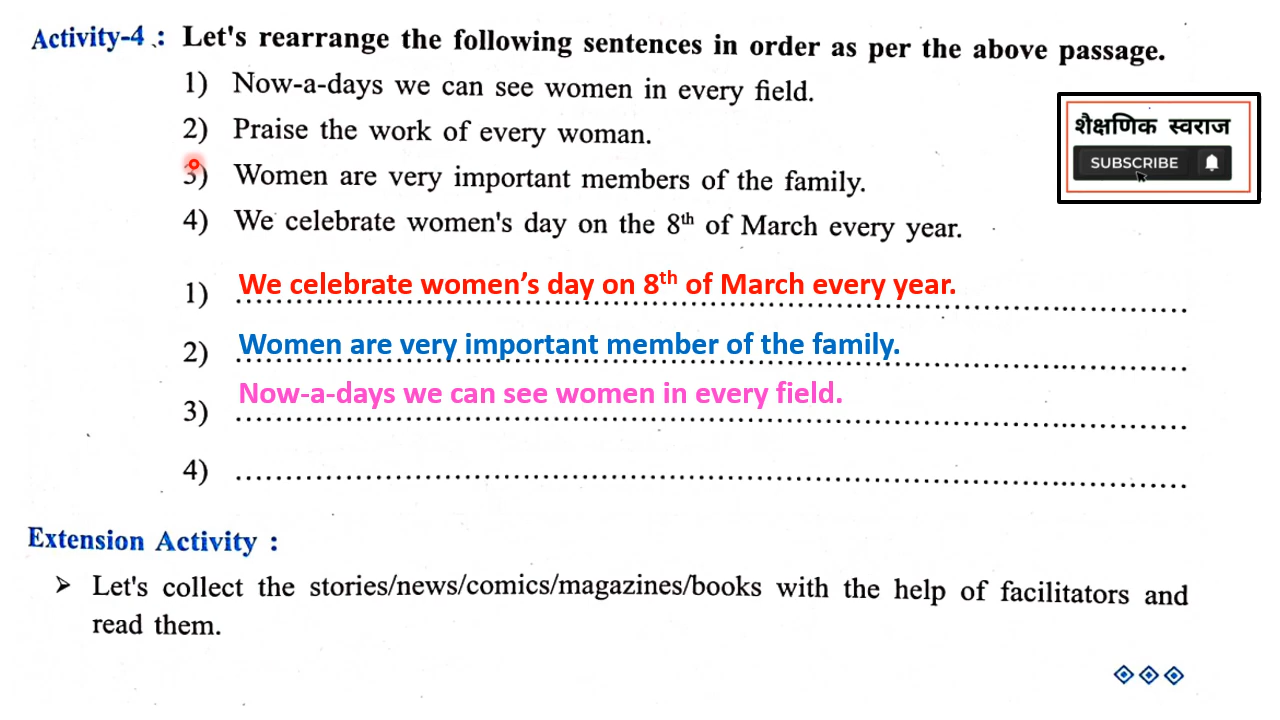 Activity-4 : Let's rearrange the following sentences in order as per the above passage.
1) Now-a-days we can see women in every field.
2) Praise the work of every woman.
3) Women are very important members of the family.
4) We celebrate women's day on the 8th of March every year.
शैक्षणिक स्वराज
SUBSCRIBE
1) We celebrate women's day on 8th of March every year.
2) Women are very important member of the family.
3) Now-a-days we can see women in every field.
4)
Extension Activity :
➢ Let's collect the stories/news/comics/magazines/books with the help of facilitators and
read them.